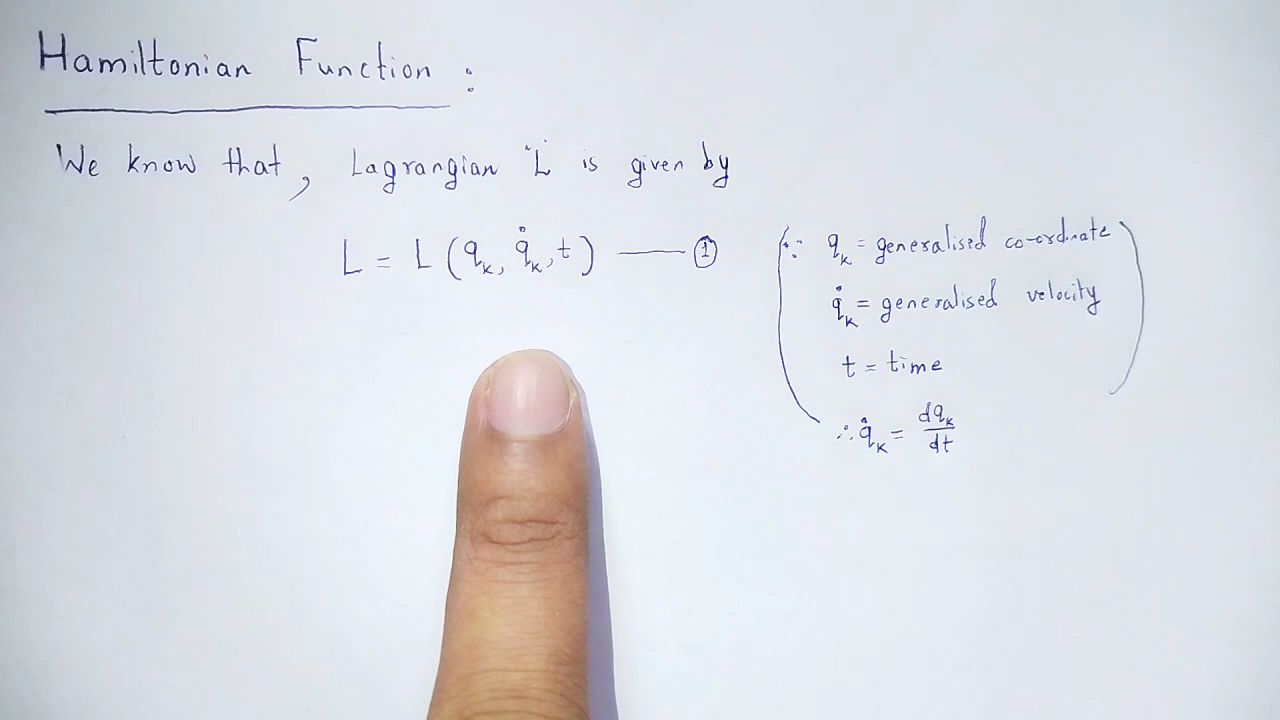 Hamiltonian Function :
We know that, Lagrangian "L" is given by
L = L (qₖ, q̇ₖ, t) —— ①
(∵ qₖ = generalised co-ordinate
q̇ₖ = generalised velocity
t = time
∴ q̇ₖ = dqₖ/dt )